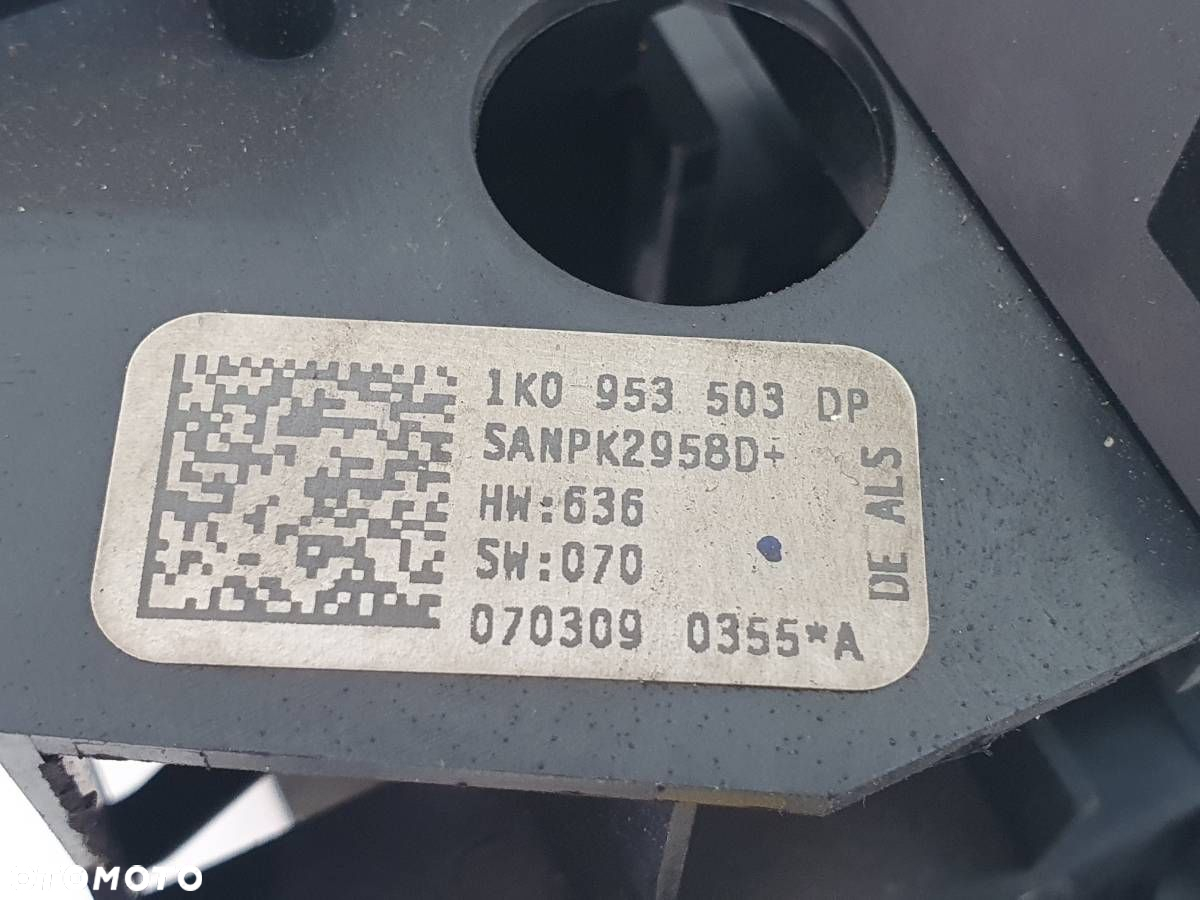 1K0 953 503 DP
SANPK2958D+
HW:636
SW:070
070309 0355*A
DE ALS
OTOMOTO